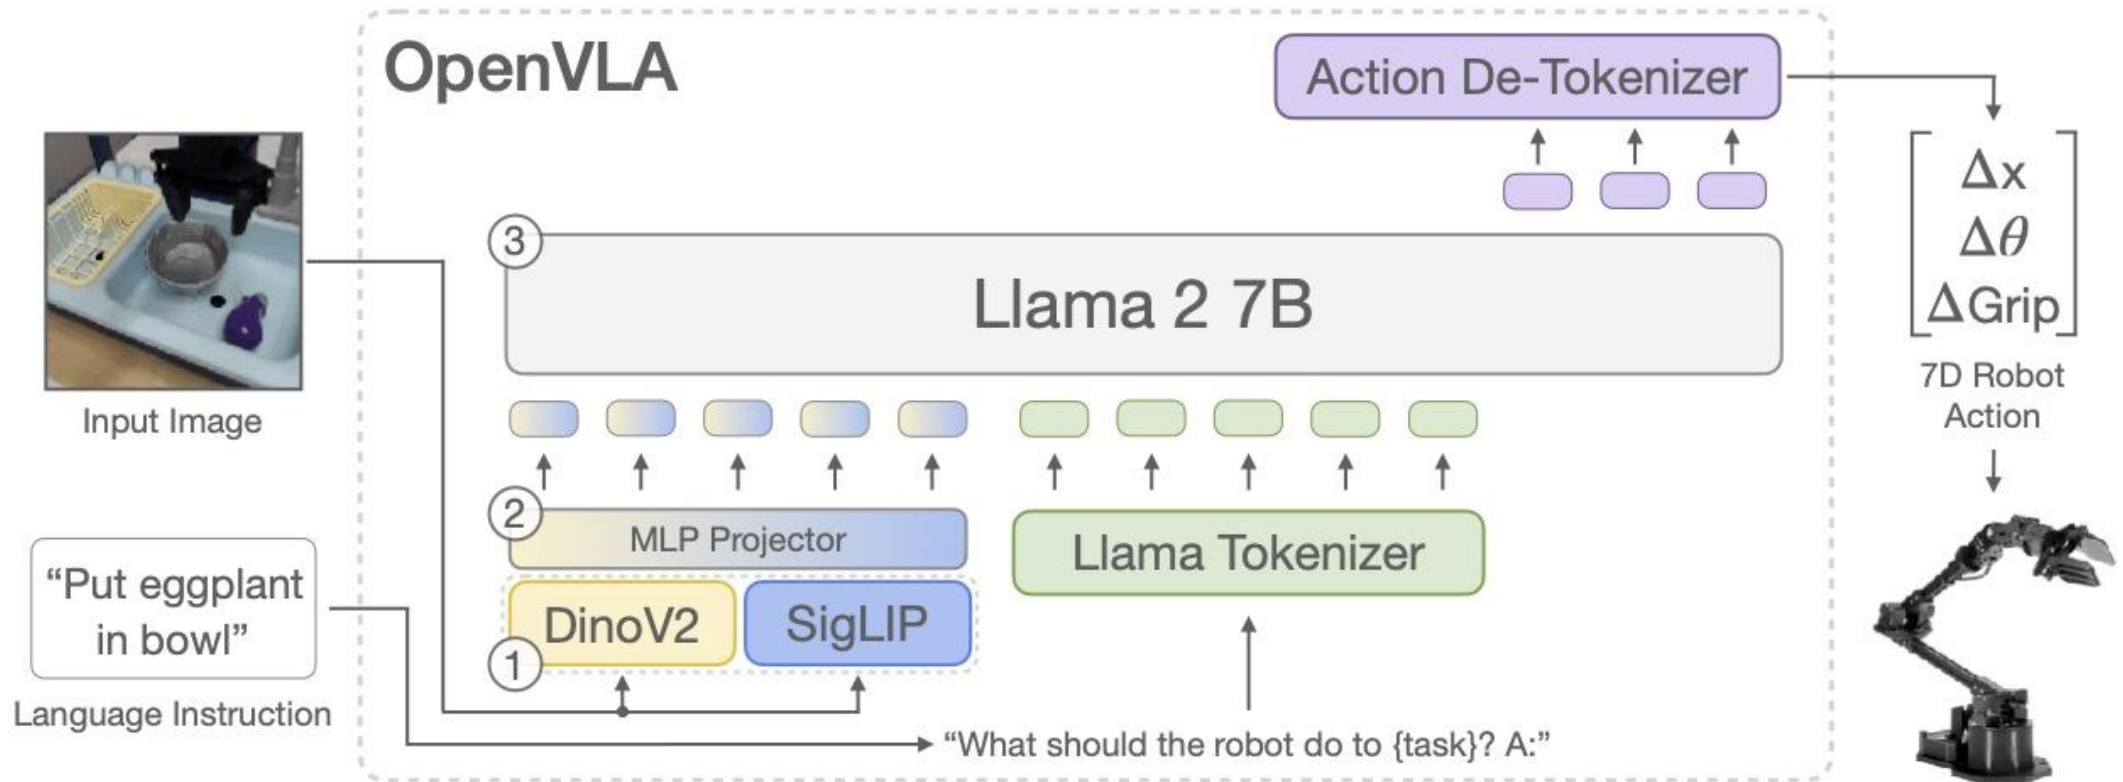 OpenVLA
Action De-Tokenizer
Δx
Δθ
ΔGrip
7D Robot
Action
3
Llama 2 7B
Input Image
2
MLP Projector
Llama Tokenizer
“Put eggplant
in bowl”
Language Instruction
1
DinoV2
SigLIP
“What should the robot do to {task}? A:”